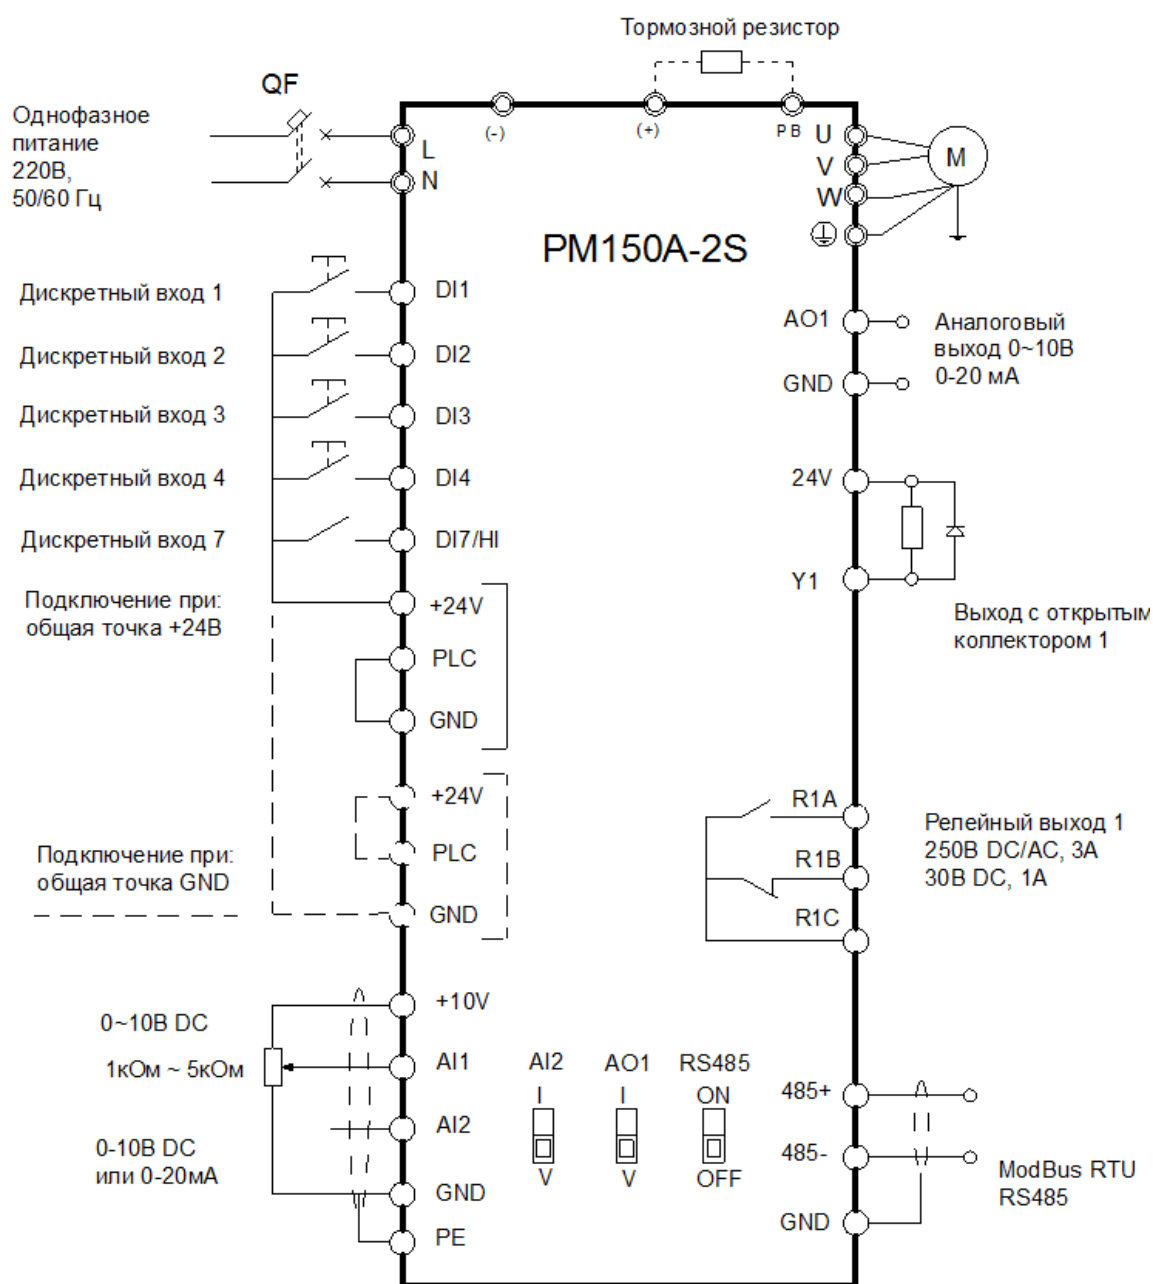 Тормозной резистор
QF
Однофазное
питание
220В,
50/60 Гц
L
N
(-)
(+)
PB
U
V
W
M
PM150A-2S
Дискретный вход 1
DI1
Дискретный вход 2
DI2
Дискретный вход 3
DI3
Дискретный вход 4
DI4
Дискретный вход 7
DI7/HI
AO1
GND
Аналоговый
выход 0~10В
0-20 мА
24V
Y1
Выход с открытым
коллектором 1
Подключение при:
общая точка +24В
+24V
PLC
GND
+24V
PLC
GND
Подключение при:
общая точка GND
R1A
R1B
R1C
Релейный выход 1
250В DC/AC, 3А
30В DC, 1А
0~10В DC
1кОм ~ 5кОм
0-10В DC
или 0-20мА
+10V
AI1
AI2
GND
PE
AI2
I
V
AO1
I
V
RS485
ON
OFF
485+
485-
GND
ModBus RTU
RS485